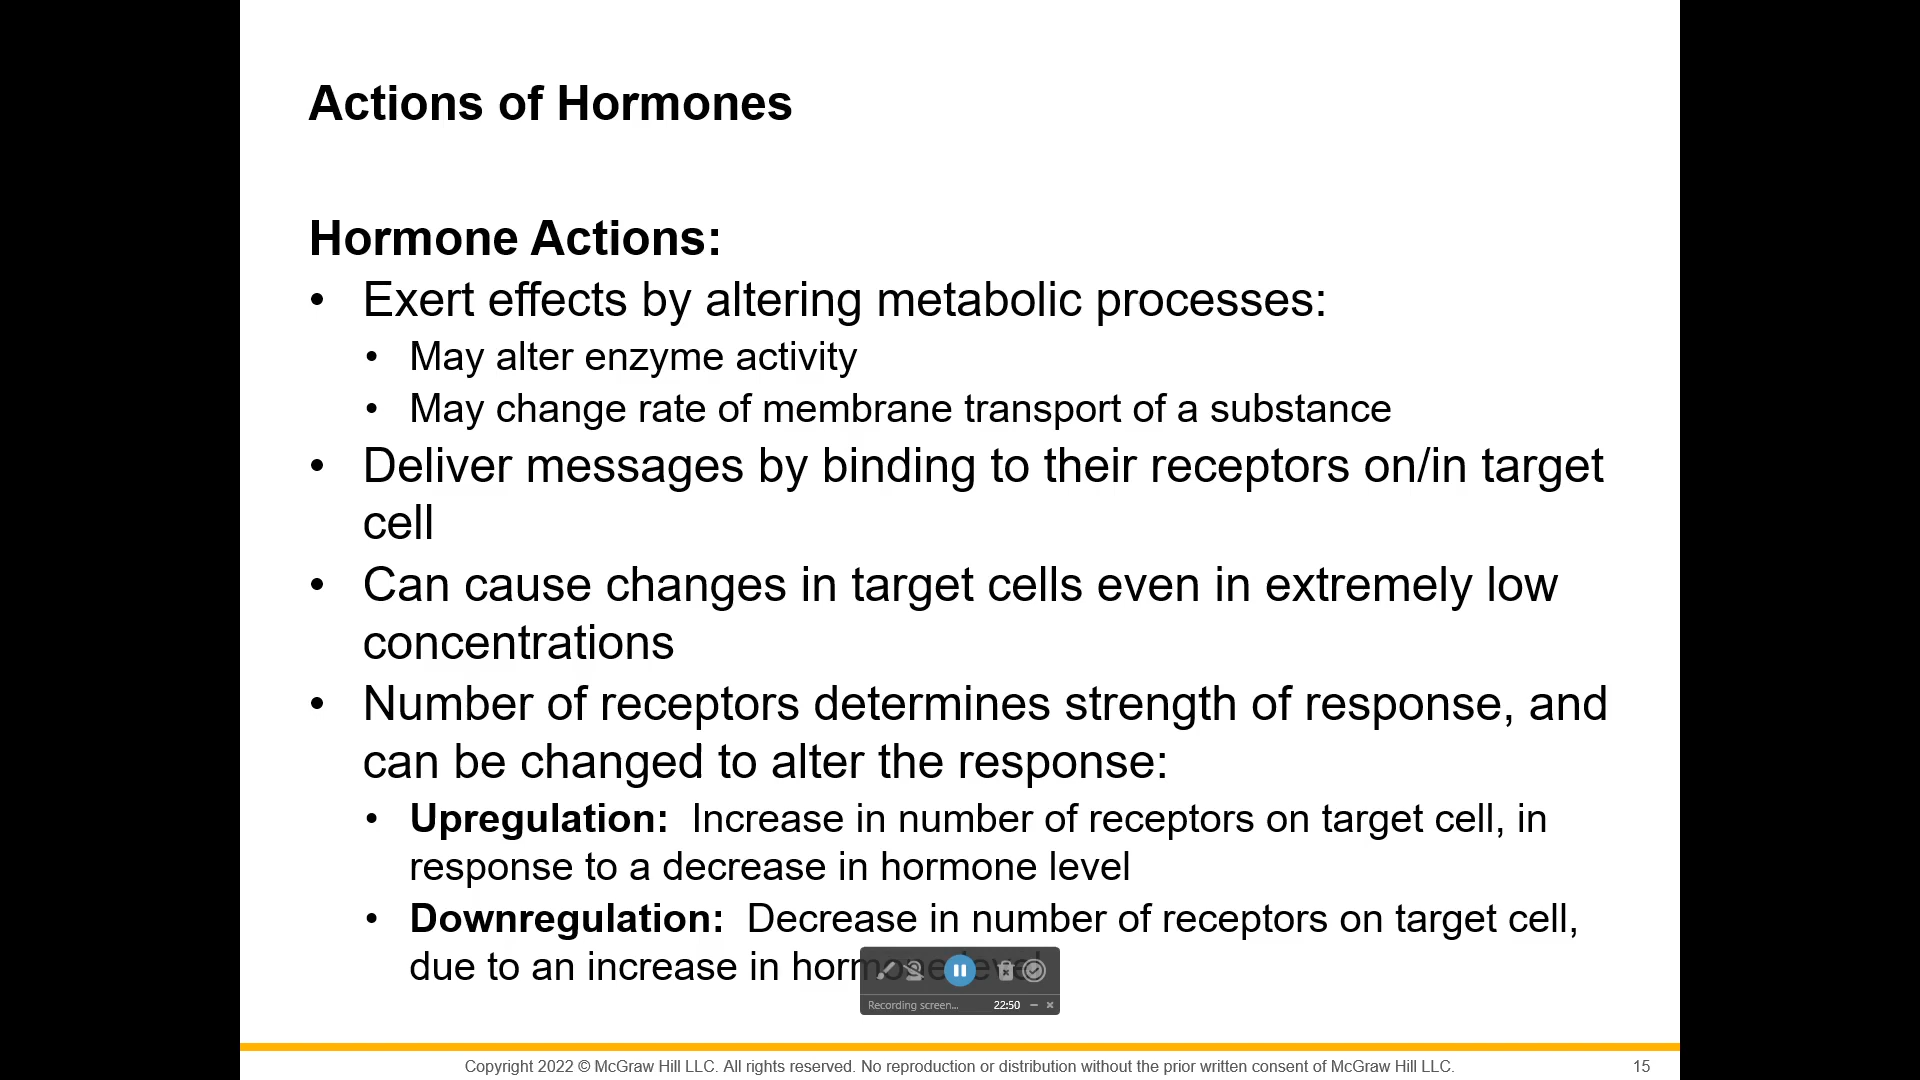 Actions of Hormones
Hormone Actions:
• Exert effects by altering metabolic processes:
• May alter enzyme activity
• May change rate of membrane transport of a substance
• Deliver messages by binding to their receptors on/in target
cell
• Can cause changes in target cells even in extremely low
concentrations
• Number of receptors determines strength of response, and
can be changed to alter the response:
• Upregulation: Increase in number of receptors on target cell, in
response to a decrease in hormone level
• Downregulation: Decrease in number of receptors on target cell,
due to an increase in hormone level
Recording screen... 22:50
Copyright 2022 © McGraw Hill LLC. All rights reserved. No reproduction or distribution without the prior written consent of McGraw Hill LLC. 15